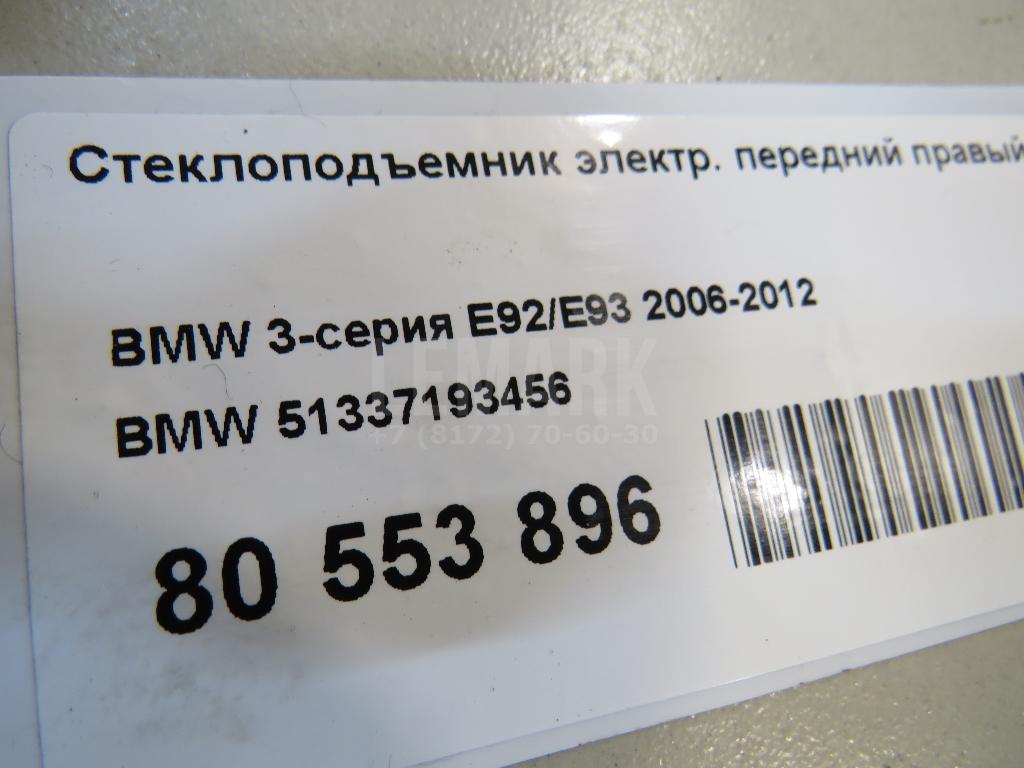 Стеклоподъемник электр. передний правый
BMW 3-серия E92/E93 2006-2012
LEMARK
BMW 51337193456
+7 (8172) 70-60-30
80 553 896